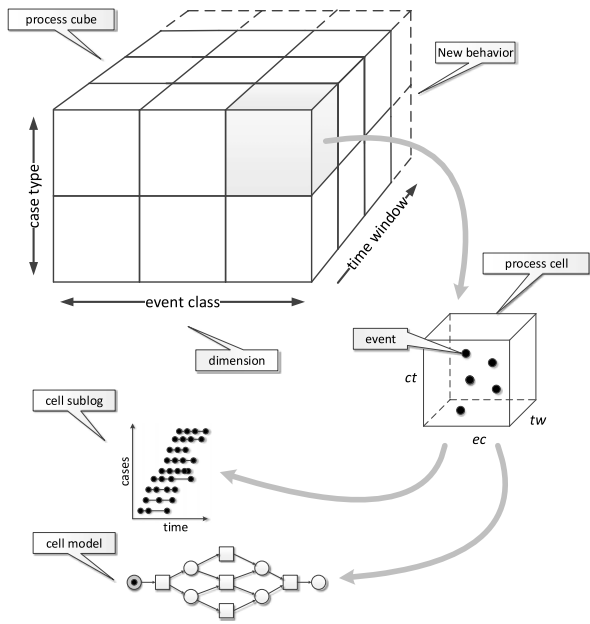 process cube
New behavior
case type
time window
event class
dimension
process cell
event
ct
tw
ec
cell sublog
cases
time
cell model